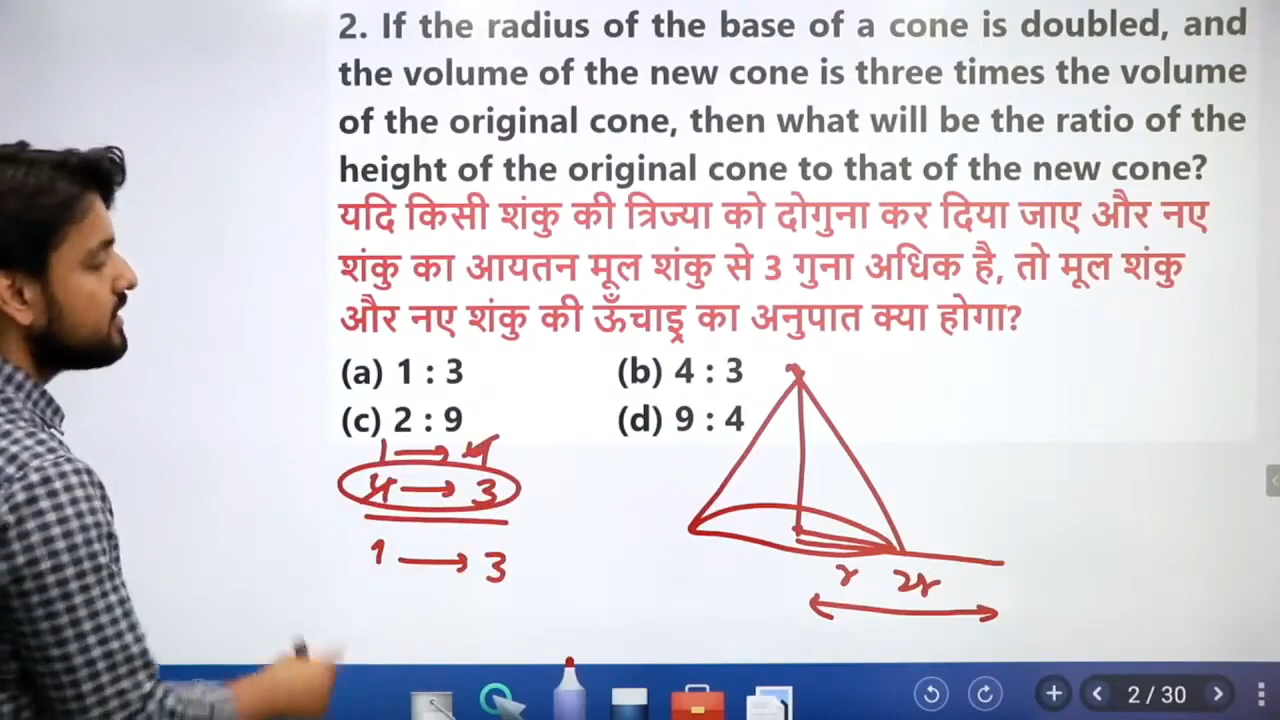 2. If the radius of the base of a cone is doubled, and
the volume of the new cone is three times the volume
of the original cone, then what will be the ratio of the
height of the original cone to that of the new cone?
यदि किसी शंकु की त्रिज्या को दोगुना कर दिया जाए और नए
शंकु का आयतन मूल शंकु से 3 गुना अधिक है, तो मूल शंकु
और नए शंकु की ऊँचाड्र का अनुपात क्या होगा?
(a) 1 : 3 (b) 4 : 3
(c) 2 : 9 (d) 9 : 4
1 → 4
4 → 3
1 → 3
r 2r
2 / 30